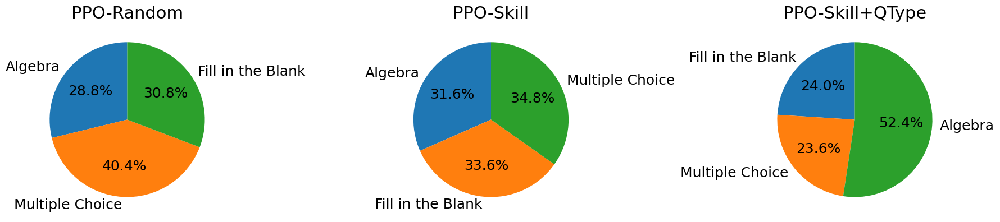 PPO-Random
Algebra
28.8%
30.8%
Fill in the Blank
40.4%
Multiple Choice
PPO-Skill
Algebra
31.6%
34.8%
Multiple Choice
33.6%
Fill in the Blank
PPO-Skill+QType
Fill in the Blank
24.0%
52.4%
Algebra
23.6%
Multiple Choice